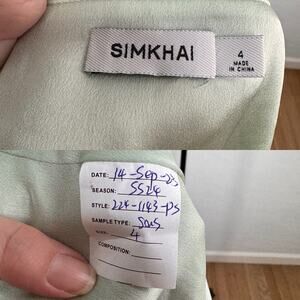 SIMKHAI
4
MADE
IN CHINA
DATE: 14-Sep-23
SEASON: SS24
STYLE: 224-1143-PS
SAMPLE TYPE: SMS
SIZE: 4
COMPOSITION: